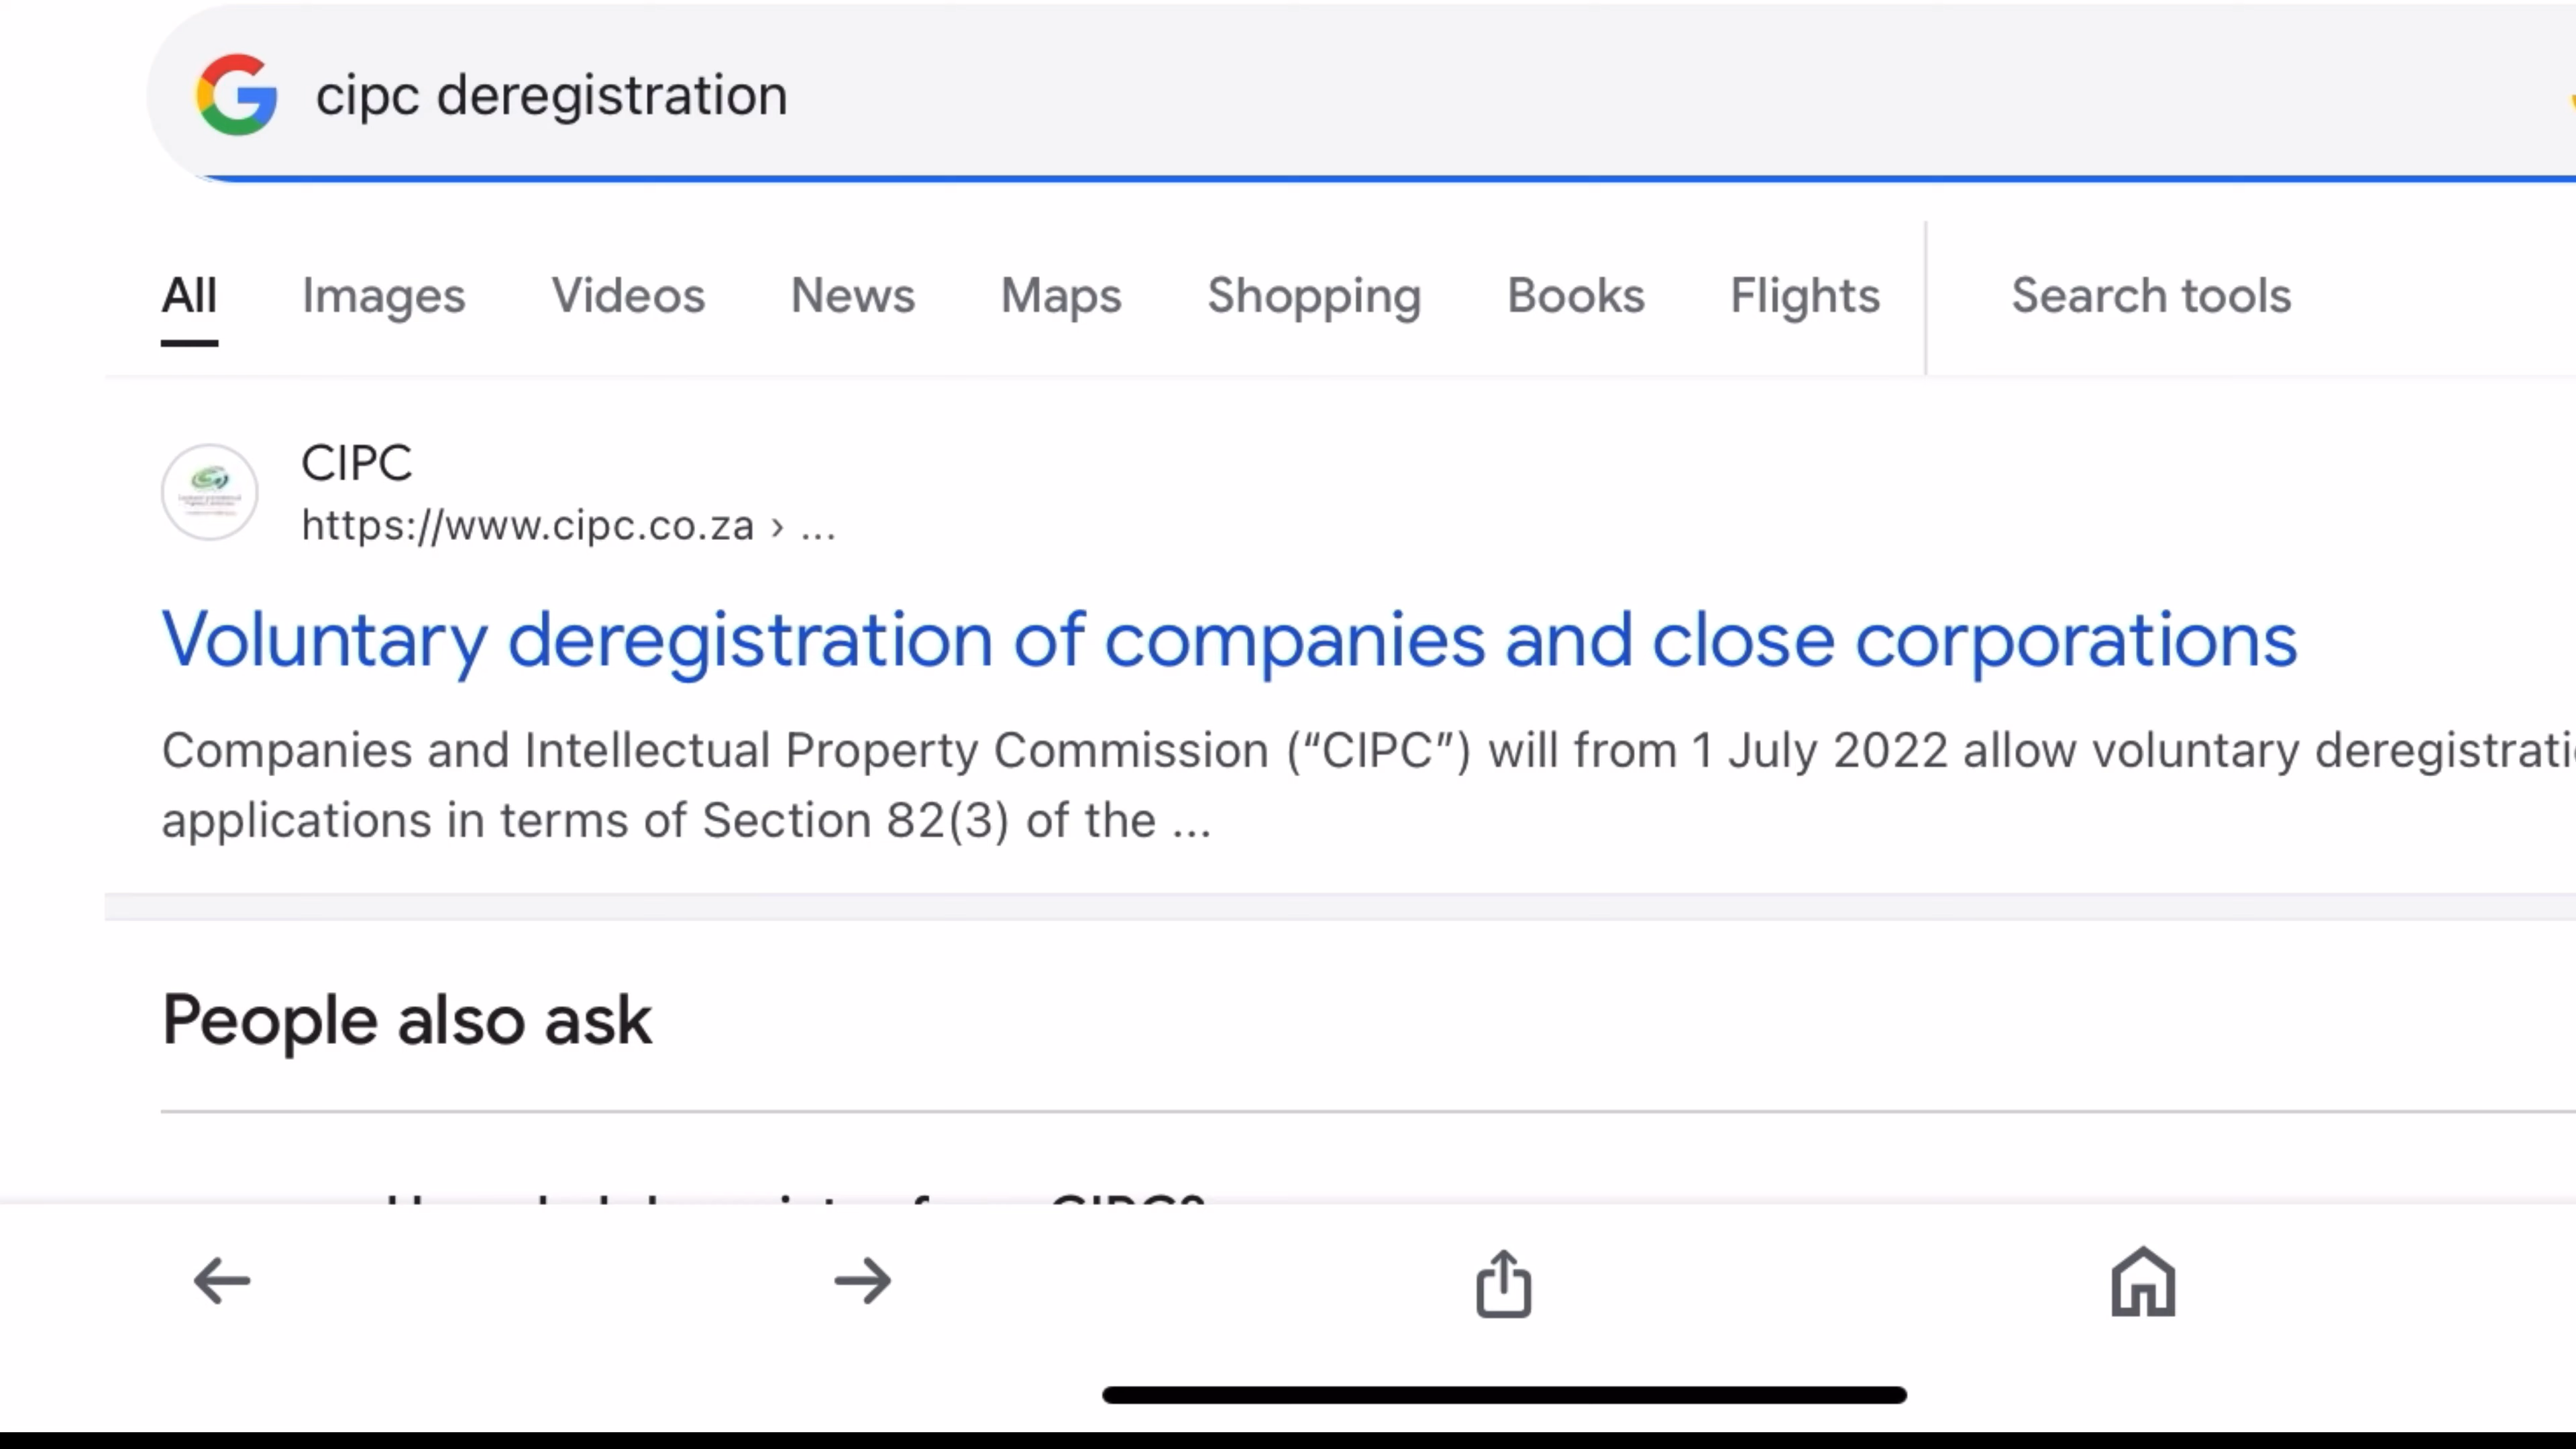 cipc deregistration
All Images Videos News Maps Shopping Books Flights Search tools
CIPC
https://www.cipc.co.za › ...
Voluntary deregistration of companies and close corporations
Companies and Intellectual Property Commission (“CIPC”) will from 1 July 2022 allow voluntary
applications in terms of Section 82(3) of the ...
People also ask